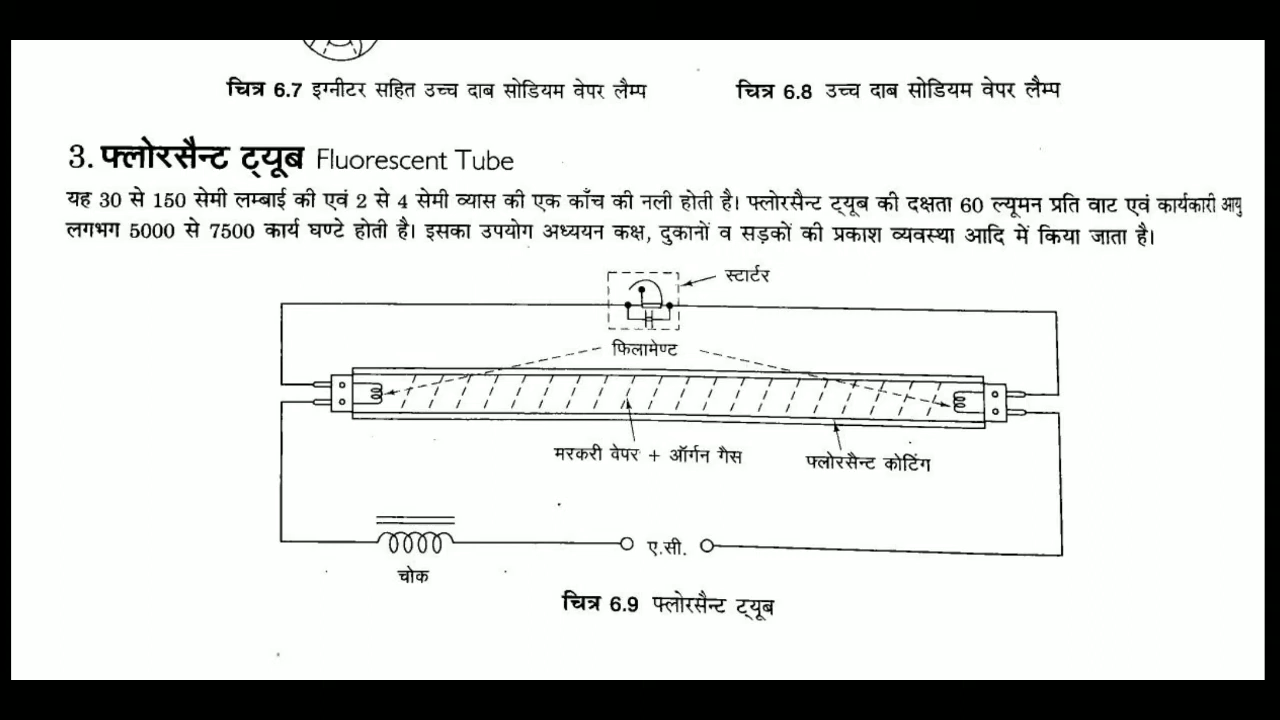 चित्र 6.7 इग्नीटर सहित उच्च दाब सोडियम वेपर लैम्प
चित्र 6.8 उच्च दाब सोडियम वेपर लैम्प
3. फ्लोरसैन्ट ट्यूब Fluorescent Tube
यह 30 से 150 सेमी लम्बाई की एवं 2 से 4 सेमी व्यास की एक काँच की नली होती है। फ्लोरसैन्ट ट्यूब की दक्षता 60 ल्यूमन प्रति वाट एवं कार्यकारी आयु
लगभग 5000 से 7500 कार्य घण्टे होती है। इसका उपयोग अध्ययन कक्ष, दुकानों व सड़कों की प्रकाश व्यवस्था आदि में किया जाता है।
स्टार्टर
फिलामेण्ट
मरकरी वेपर + ऑर्गन गैस
फ्लोरसैन्ट कोटिंग
ए.सी.
चोक
चित्र 6.9 फ्लोरसैन्ट ट्यूब